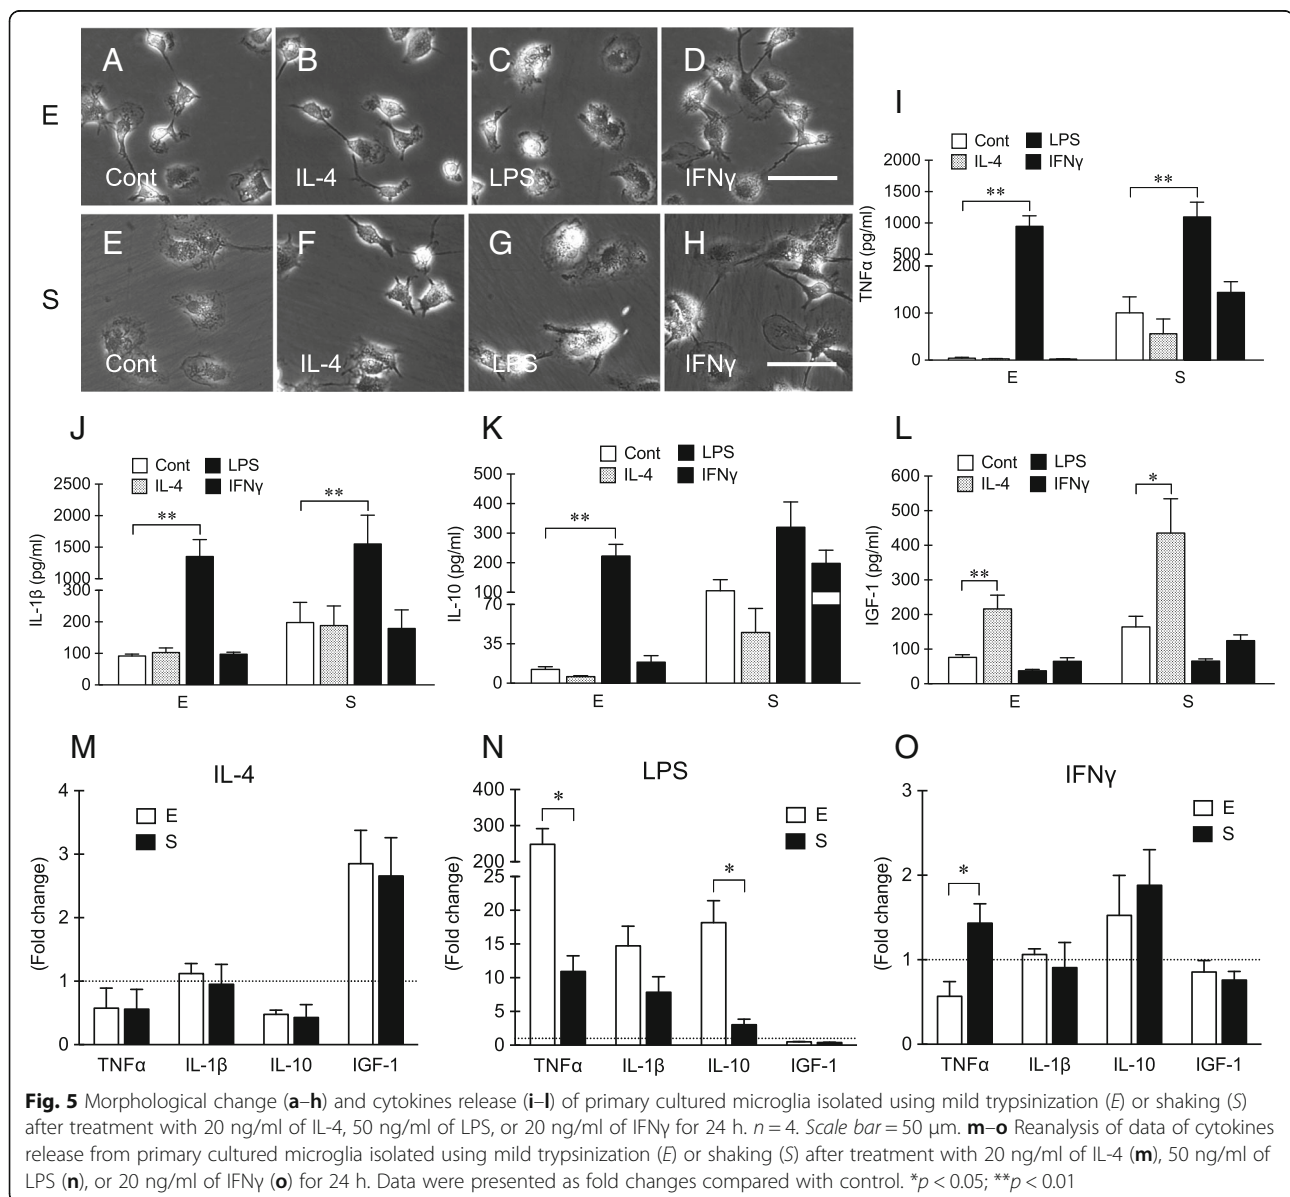 A B C D
E
Cont IL-4 LPS IFNγ
E F G H
S
Cont IL-4 LPS IFNγ
I
Cont LPS
IL-4 IFNγ
TNFα (pg/ml)
2000
1500
1000
500
200
100
0
** **
E S
J
Cont LPS
IL-4 IFNγ
IL-1β (pg/ml)
2500
2000
1500
1000
300
200
100
0
** **
E S
K
Cont LPS
IL-4 IFNγ
IL-10 (pg/ml)
500
400
300
200
100
70
35
0
**
E S
L
Cont LPS
IL-4 IFNγ
IGF-1 (pg/ml)
600
500
400
300
200
100
0
** *
E S
M
IL-4
E
S
(Fold change)
4
3
2
1
0
TNFα IL-1β IL-10 IGF-1
N
LPS
E
S
(Fold change)
400
300
200
25
20
15
10
5
0
* *
TNFα IL-1β IL-10 IGF-1
O
IFNγ
E
S
(Fold change)
3
2
1
0
*
TNFα IL-1β IL-10 IGF-1
Fig. 5 Morphological change (a–h) and cytokines release (i–l) of primary cultured microglia isolated using mild trypsinization (E) or shaking (S)
after treatment with 20 ng/ml of IL-4, 50 ng/ml of LPS, or 20 ng/ml of IFNγ for 24 h. n = 4. Scale bar = 50 μm. m–o Reanalysis of data of cytokines
release from primary cultured microglia isolated using mild trypsinization (E) or shaking (S) after treatment with 20 ng/ml of IL-4 (m), 50 ng/ml of
LPS (n), or 20 ng/ml of IFNγ (o) for 24 h. Data were presented as fold changes compared with control. *p < 0.05; **p < 0.01